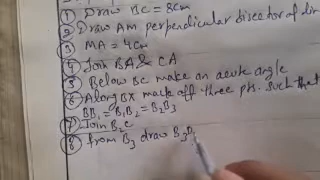 ① Draw BC = 8cm
② Draw Am perpendicular bisector of
③ MA = 4cm
④ Join BA & CA
⑤ Below BC make an acute angle
⑥ Along BX mark off three pts. such that
BB₁ = B₁B₂ = B₂B₃
⑦ Join B₂C
⑧ from B₃ draw B₃